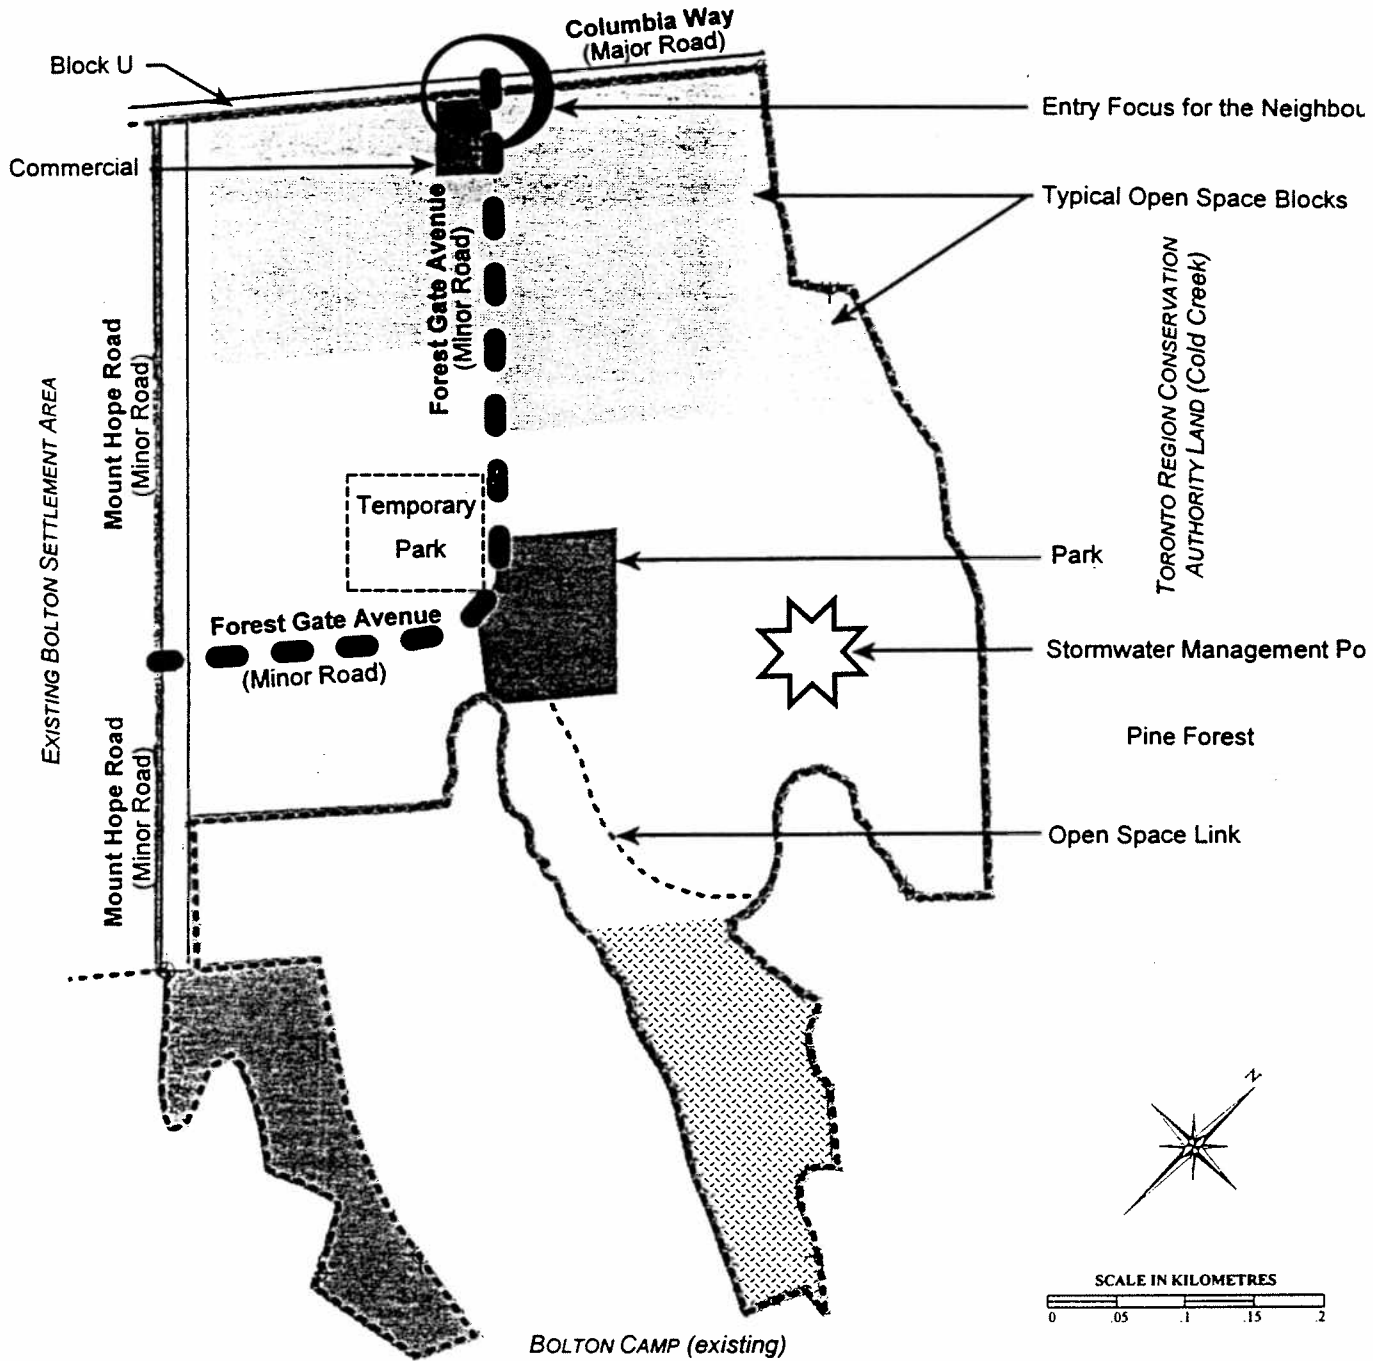 Columbia Way
(Major Road)
Block U
Entry Focus for the Neighbou
Commercial
Typical Open Space Blocks
Forest Gate Avenue
(Minor Road)
TORONTO REGION CONSERVATION
AUTHORITY LAND (Cold Creek)
Mount Hope Road
(Minor Road)
EXISTING BOLTON SETTLEMENT AREA
Temporary
Park
Park
Forest Gate Avenue
(Minor Road)
Stormwater Management Po
Pine Forest
Mount Hope Road
(Minor Road)
Open Space Link
N
SCALE IN KILOMETRES
0 .05 .1 .15 .2
BOLTON CAMP (existing)